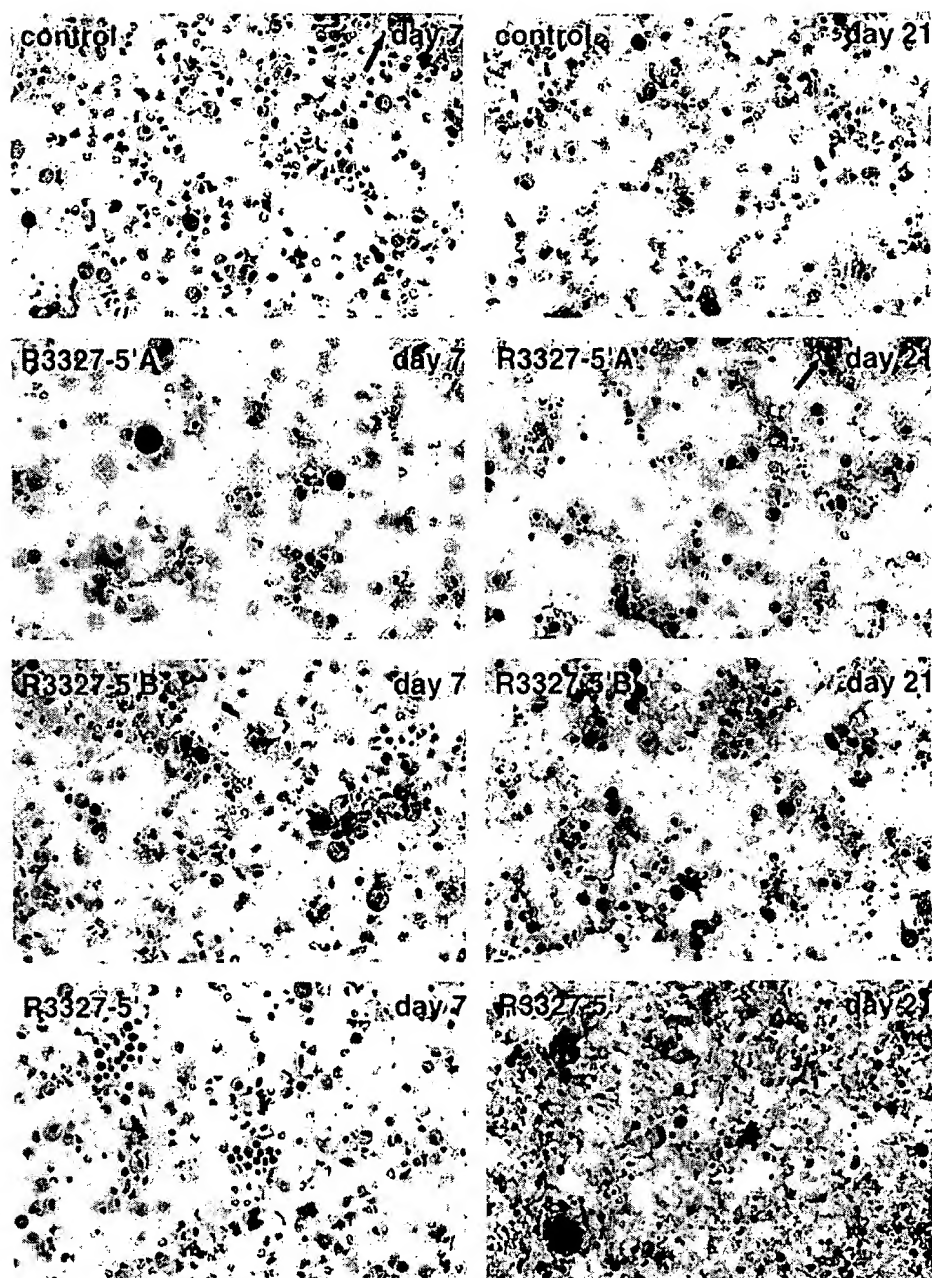 control day 7
control day 21
R3327-5'A day 7
R3327-5'A day 21
R3327-5'B day 7
R3327-5'B day 21
R3327-5' day 7
R3327-5' day 21